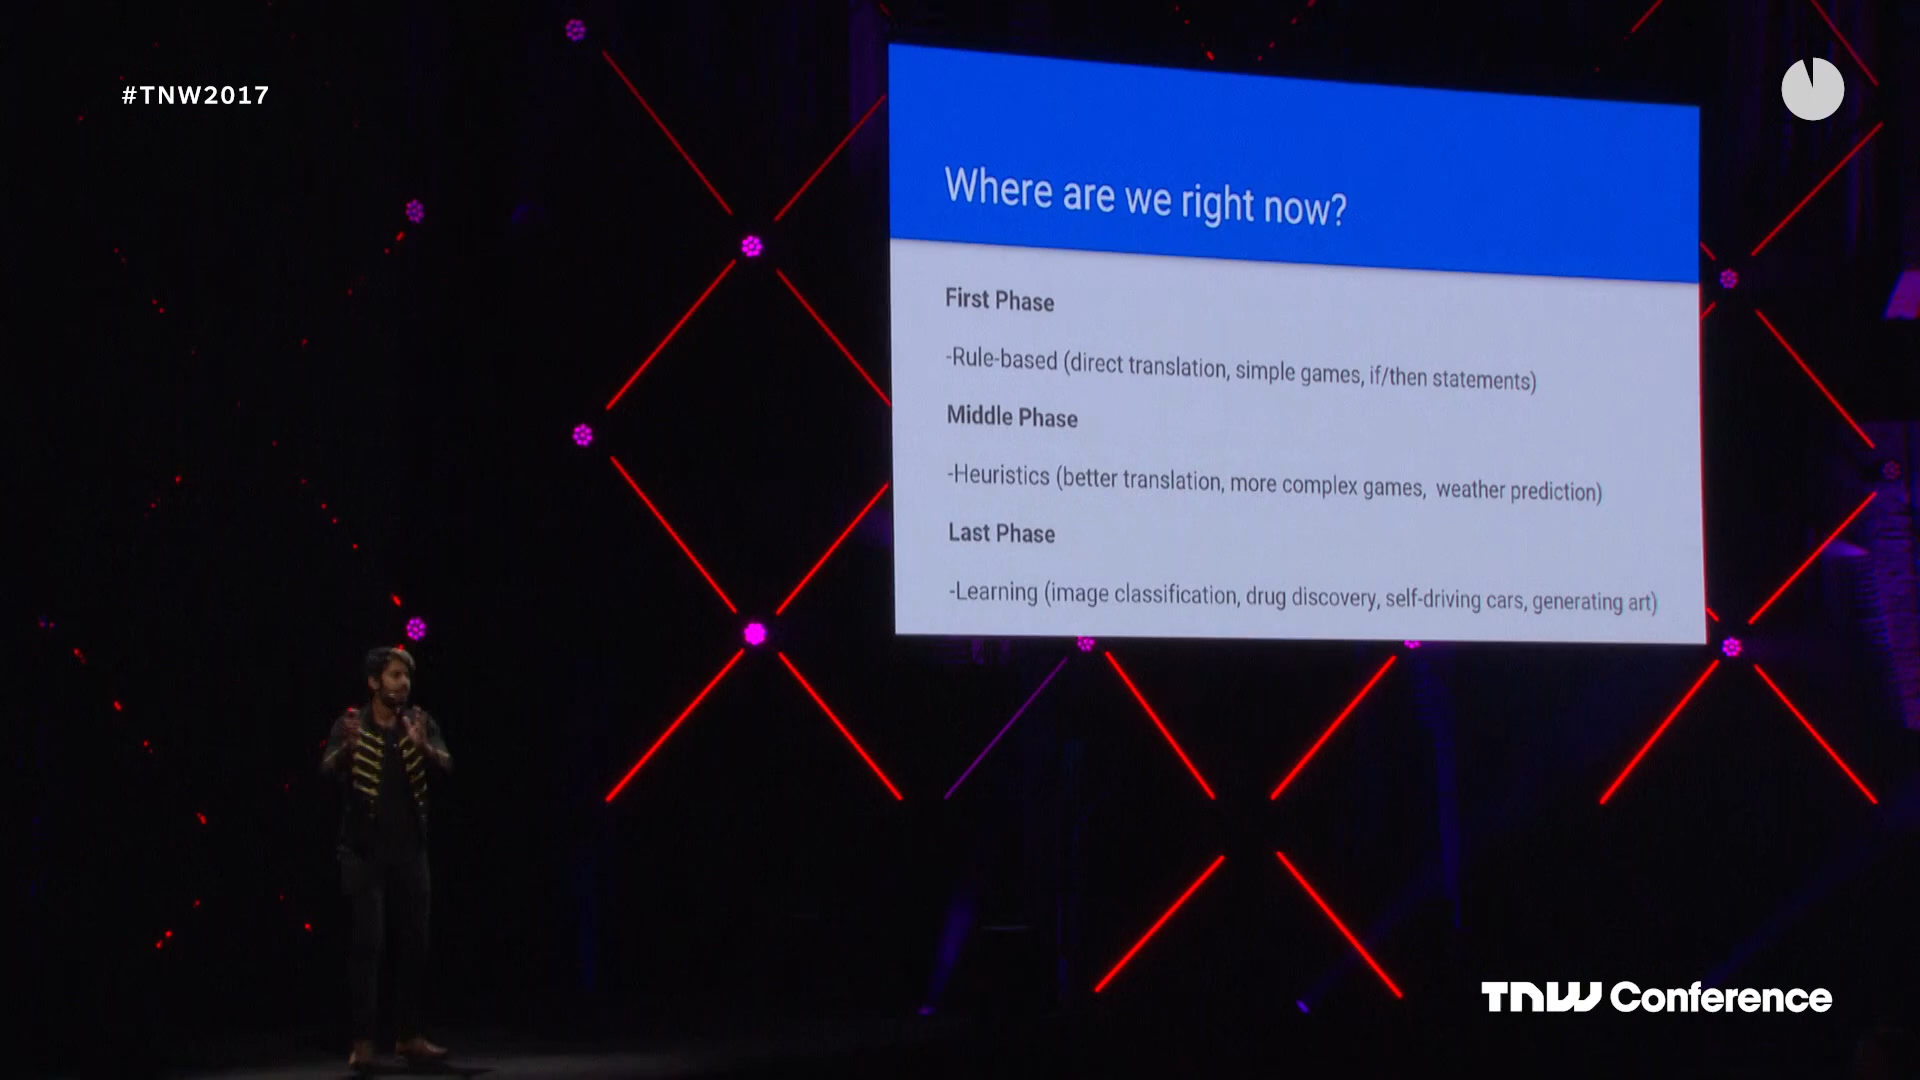 #TNW2017
Where are we right now?
First Phase
-Rule-based (direct translation, simple games, if/then statements)
Middle Phase
-Heuristics (better translation, more complex games, weather prediction)
Last Phase
-Learning (image classification, drug discovery, self-driving cars, generating art)
TNW Conference